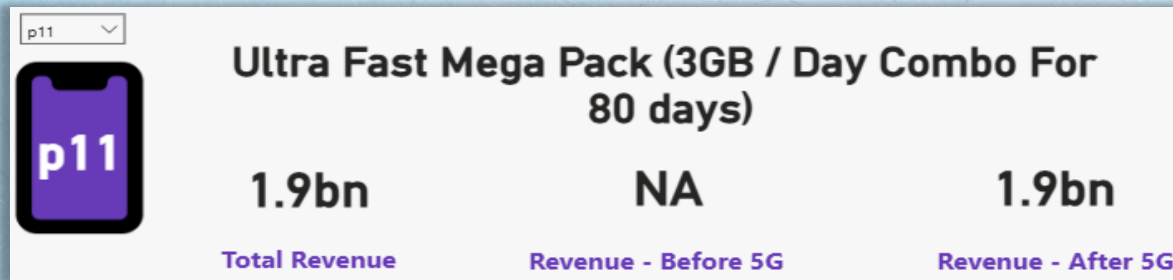 p11
Ultra Fast Mega Pack (3GB / Day Combo For
80 days)
p11
1.9bn
NA
1.9bn
Total Revenue
Revenue - Before 5G
Revenue - After 5G